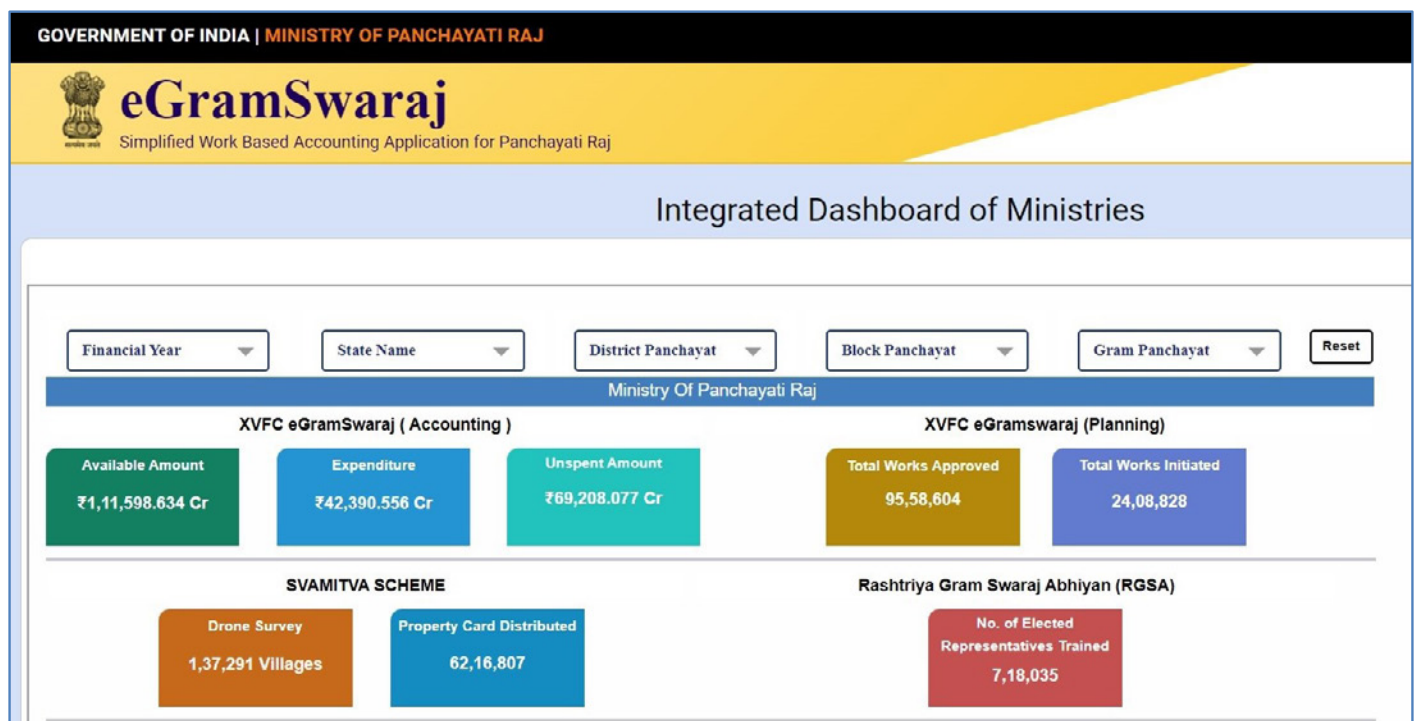 GOVERNMENT OF INDIA | MINISTRY OF PANCHAYATI RAJ
eGramSwaraj
सत्यमेव जयते
Simplified Work Based Accounting Application for Panchayati Raj
Integrated Dashboard of Ministries
Financial Year
State Name
District Panchayat
Block Panchayat
Gram Panchayat
Reset
Ministry Of Panchayati Raj
XVFC eGramSwaraj ( Accounting )
Available Amount
₹1,11,598.634 Cr
Expenditure
₹42,390.556 Cr
Unspent Amount
₹69,208.077 Cr
XVFC eGramswaraj (Planning)
Total Works Approved
95,58,604
Total Works Initiated
24,08,828
SVAMITVA SCHEME
Drone Survey
1,37,291 Villages
Property Card Distributed
62,16,807
Rashtriya Gram Swaraj Abhiyan (RGSA)
No. of Elected
Representatives Trained
7,18,035